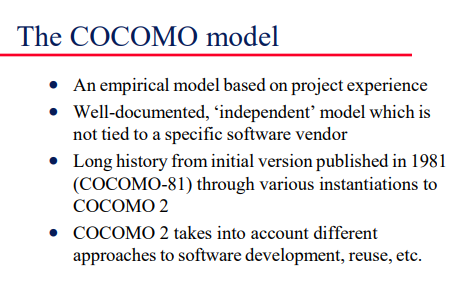 The COCOMO model
• An empirical model based on project experience
• Well-documented, ‘independent’ model which is
not tied to a specific software vendor
• Long history from initial version published in 1981
(COCOMO-81) through various instantiations to
COCOMO 2
• COCOMO 2 takes into account different
approaches to software development, reuse, etc.